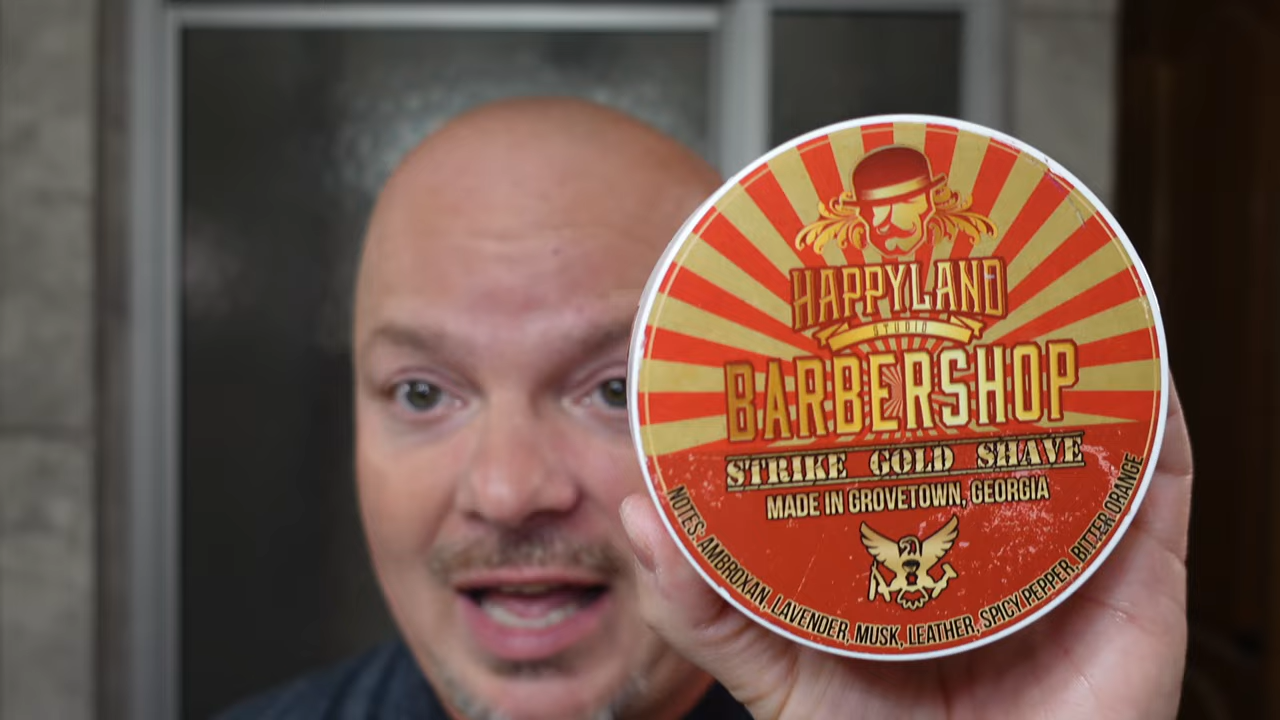 HAPPYLAND
STUDIO
BARBERSHOP
STRIKE GOLD SHAVE
MADE IN GROVETOWN, GEORGIA
NOTES: AMBROXAN, LAVENDER, MUSK, LEATHER, SPICY PEPPER, BITTER ORANGE